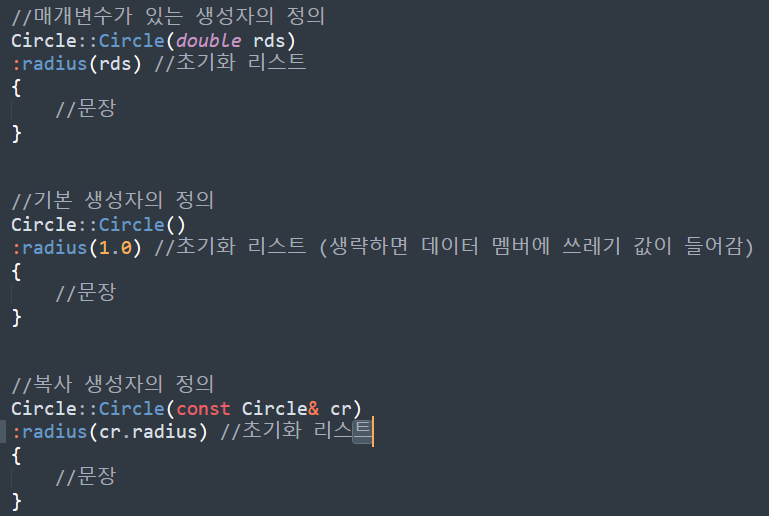 //매개변수가 있는 생성자의 정의
Circle::Circle(double rds)
:radius(rds) //초기화 리스트
{
    //문장
}
//기본 생성자의 정의
Circle::Circle()
:radius(1.0) //초기화 리스트 (생략하면 데이터 멤버에 쓰레기 값이 들어감)
{
    //문장
}
//복사 생성자의 정의
Circle::Circle(const Circle& cr)
:radius(cr.radius) //초기화 리스트
{
    //문장
}